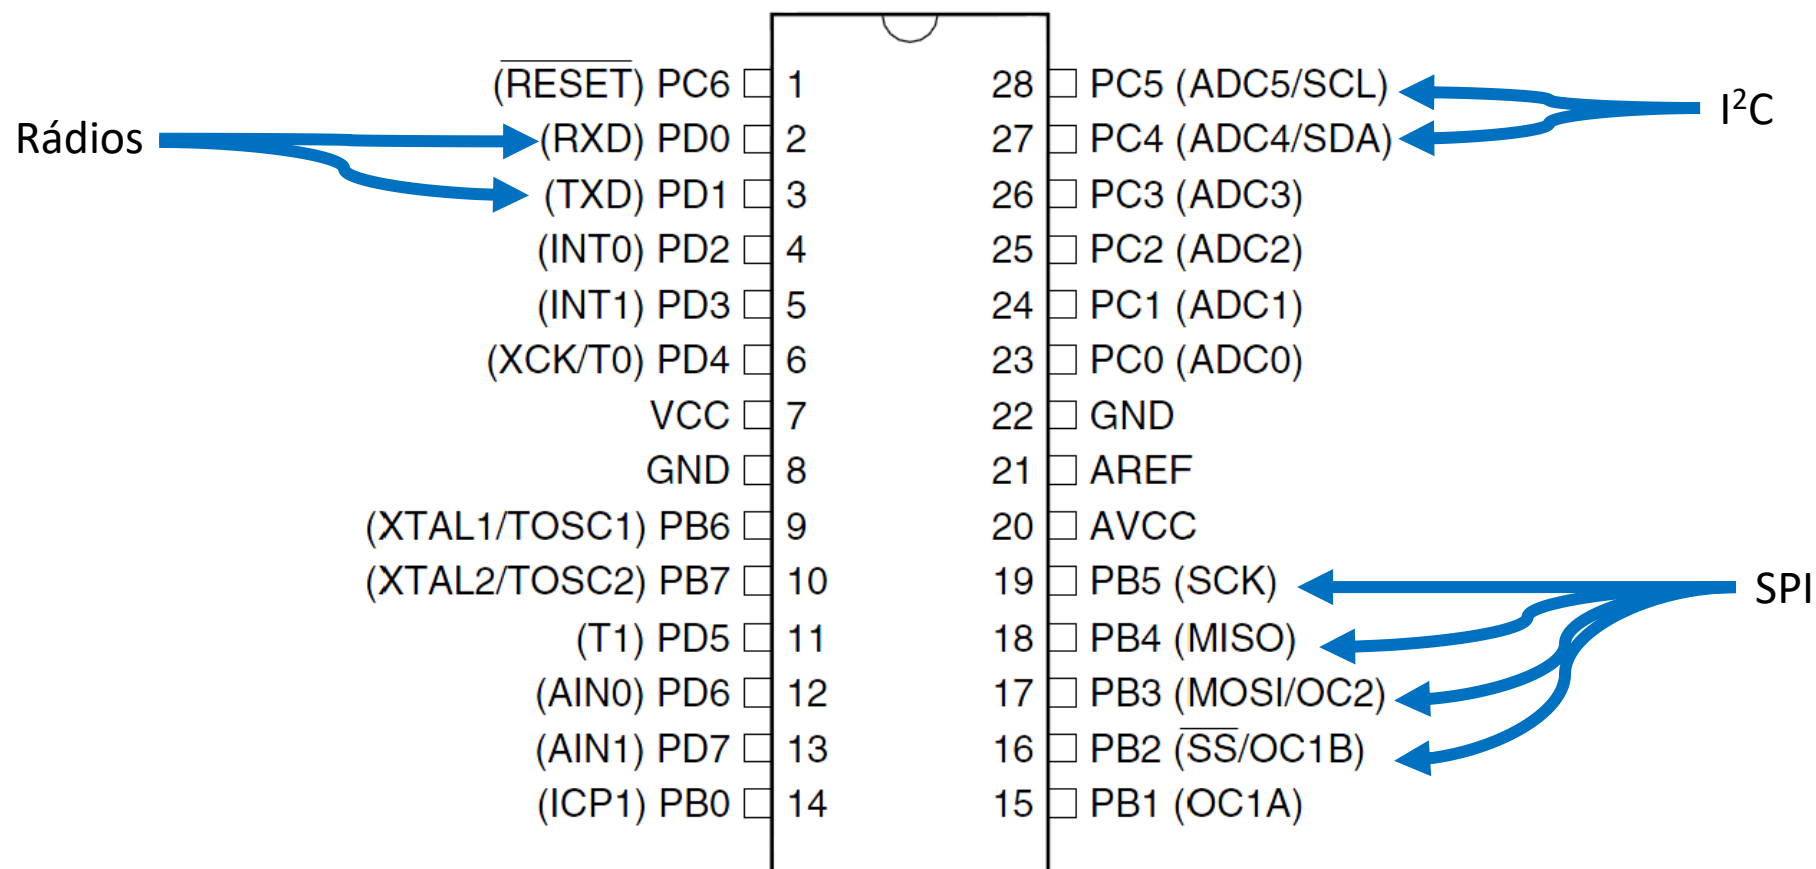 Rádios
(RESET) PC6 1
(RXD) PD0 2
(TXD) PD1 3
(INT0) PD2 4
(INT1) PD3 5
(XCK/T0) PD4 6
VCC 7
GND 8
(XTAL1/TOSC1) PB6 9
(XTAL2/TOSC2) PB7 10
(T1) PD5 11
(AIN0) PD6 12
(AIN1) PD7 13
(ICP1) PB0 14
28 PC5 (ADC5/SCL)
27 PC4 (ADC4/SDA)
26 PC3 (ADC3)
25 PC2 (ADC2)
24 PC1 (ADC1)
23 PC0 (ADC0)
22 GND
21 AREF
20 AVCC
19 PB5 (SCK)
18 PB4 (MISO)
17 PB3 (MOSI/OC2)
16 PB2 (SS/OC1B)
15 PB1 (OC1A)
I²C
SPI